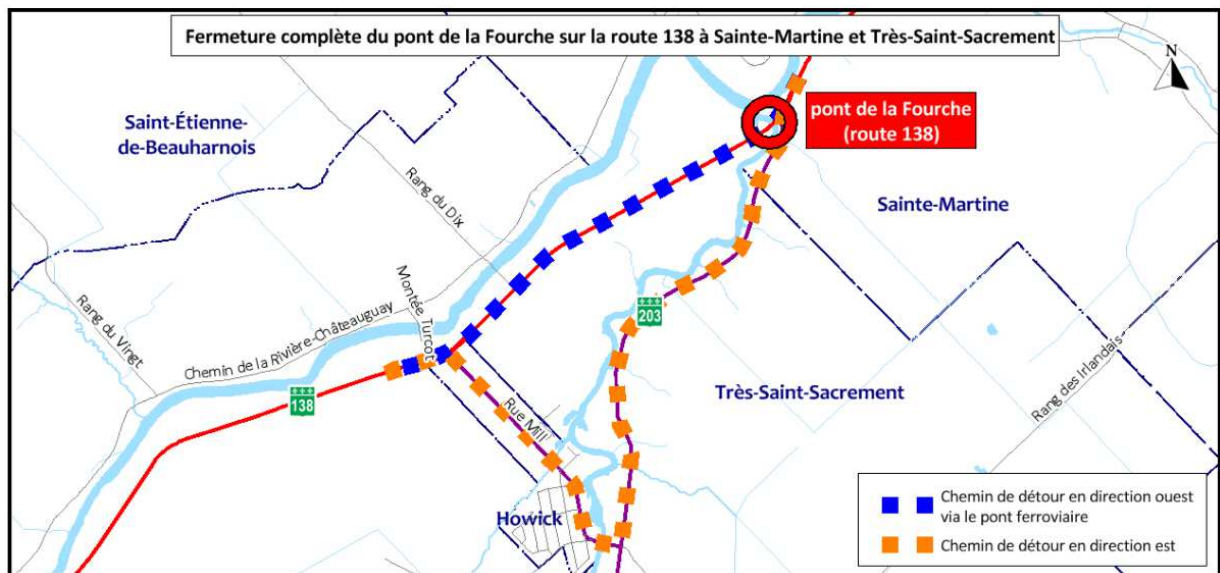 Fermeture complète du pont de la Fourche sur la route 138 à Sainte-Martine et Très-Saint-Sacrement
N
Saint-Étienne-
de-Beauharnois
pont de la Fourche
(route 138)
Rang du Dix
Sainte-Martine
Rang du Vingt
Chemin de la Rivière-Châteauguay
Montée Turcot
203
138
Très-Saint-Sacrement
Rang des Irlandais
Rue Mill
Howick
Chemin de détour en direction ouest
via le pont ferroviaire
Chemin de détour en direction est